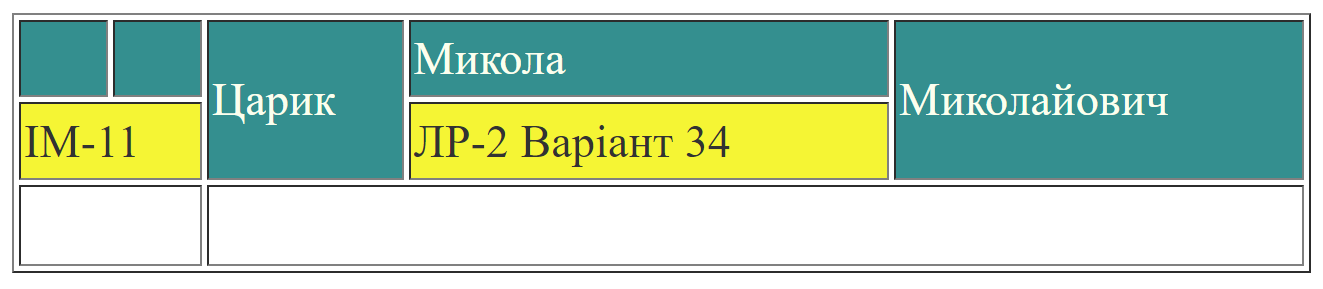 Царик
Микола
Миколайович
ІМ-11
ЛР-2 Варіант 34